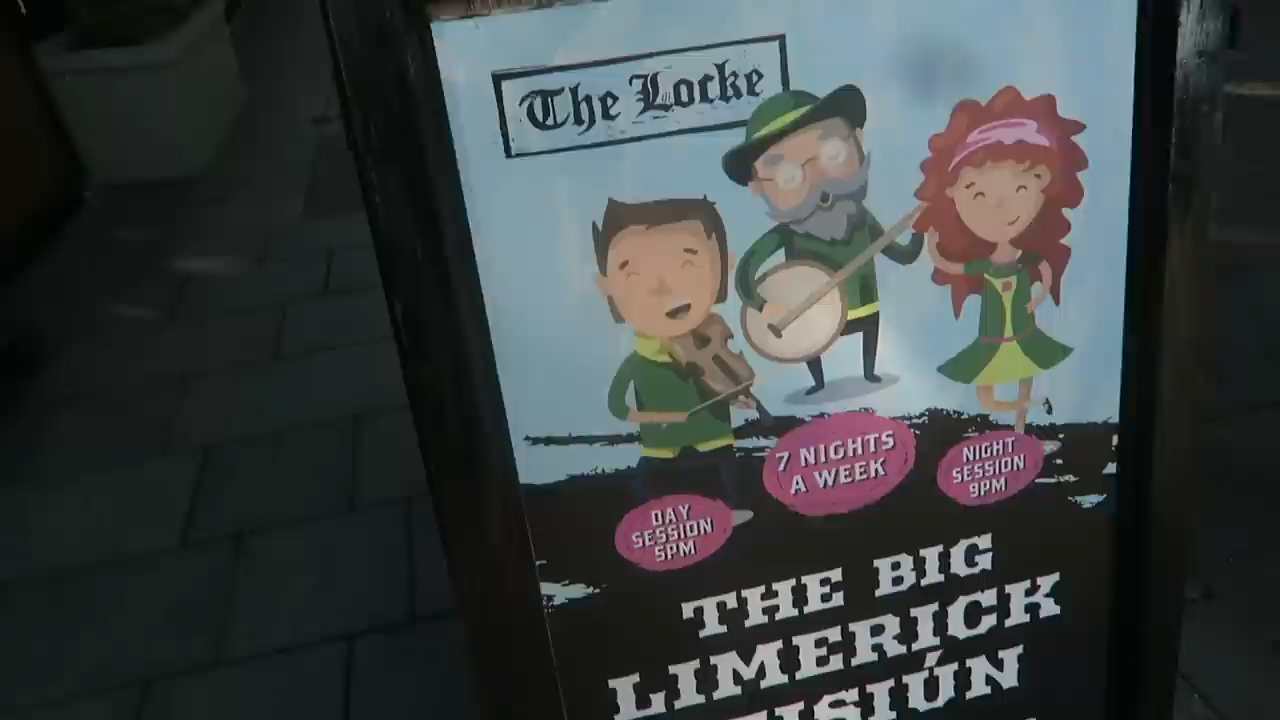 The Locke
7 NIGHTS
A WEEK
NIGHT
SESSION
9PM
DAY
SESSION
5PM
THE BIG
LIMERICK